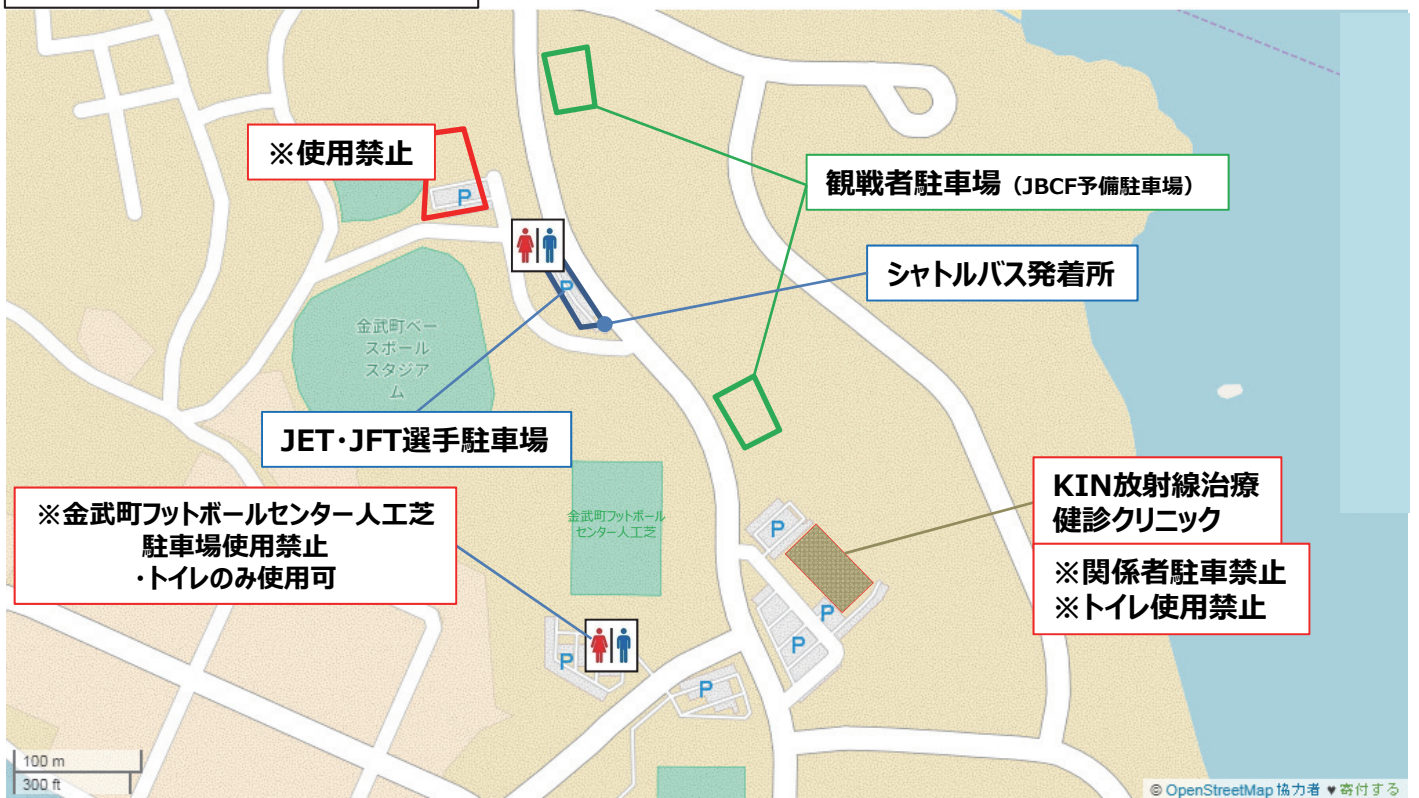 ※使用禁止
P
観戦者駐車場（JBCF予備駐車場）
シャトルバス発着所
P
金武町ベー
スボール
スタジア
ム
JET･JFT選手駐車場
※金武町フットボールセンター人工芝
駐車場使用禁止
・トイレのみ使用可
金武町フットボール
センター人工芝
KIN放射線治療
健診クリニック
※関係者駐車禁止
※トイレ使用禁止
P
P
P
P
P
100 m
300 ft
© OpenStreetMap 協力者 ♥ 寄付する